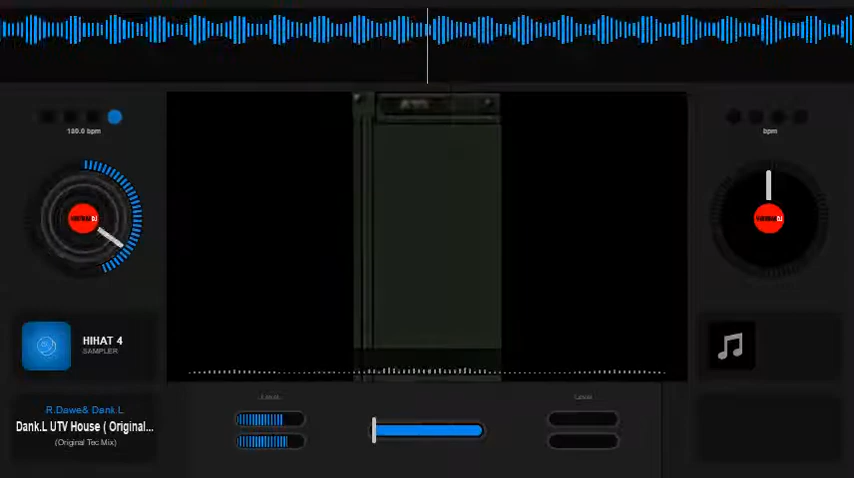 180.0 bpm
bpm
HIHAT 4
SAMPLER
R.Dawe& Dank.L
Dank.L UTV House ( Original...
(Original Tec Mix)